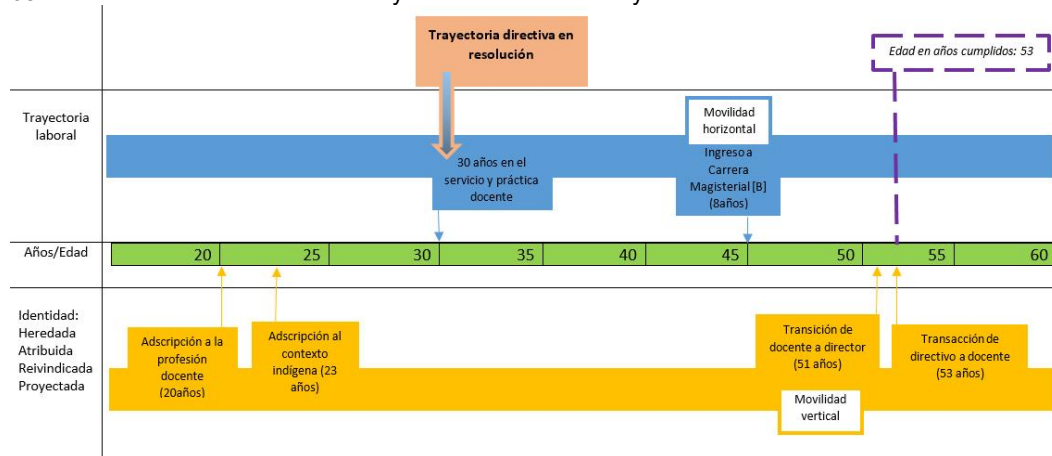 Trayectoria directiva en
resolución
Edad en años cumplidos: 53
Trayectoria
laboral
Movilidad
horizontal
30 años en el
servicio y práctica
docente
Ingreso a
Carrera
Magisterial [B]
(8años)
Años/Edad
20 25 30 35 40 45 50 55 60
Identidad:
Heredada
Atribuida
Reivindicada
Proyectada
Adscripción a la
profesión
docente
(20años)
Adscripción al
contexto
indígena (23
años)
Transición de
docente a director
(51 años)
Movilidad
vertical
Transacción de
directivo a docente
(53 años)